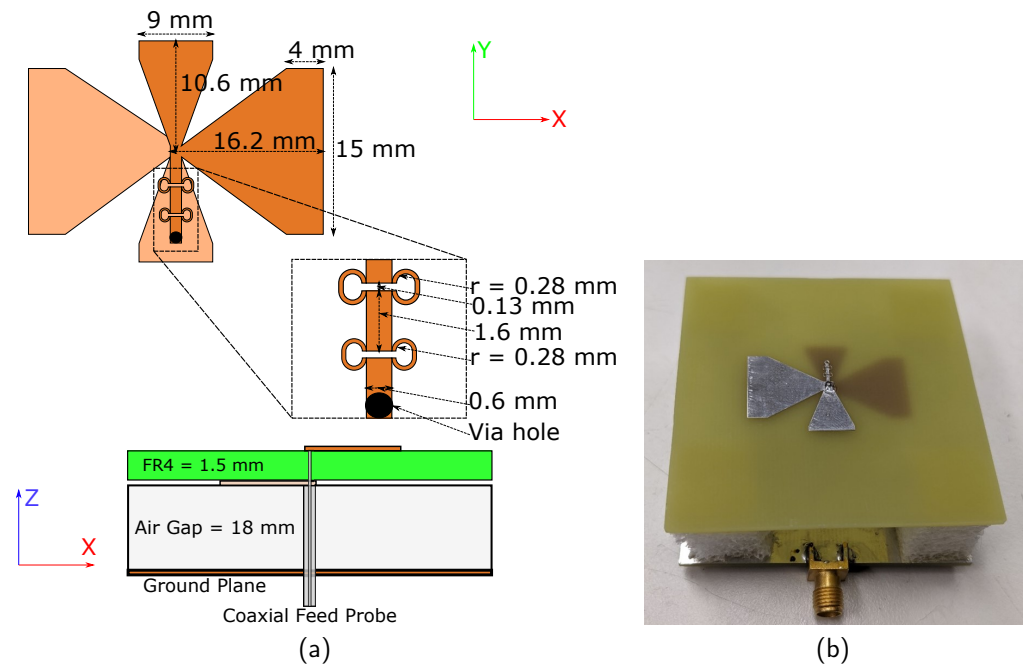 9 mm
4 mm
10.6 mm
Y
X
16.2 mm
15 mm
r = 0.28 mm
0.13 mm
1.6 mm
r = 0.28 mm
0.6 mm
Via hole
FR4 = 1.5 mm
Z
Air Gap = 18 mm
X
Ground Plane
Coaxial Feed Probe
(a)
(b)